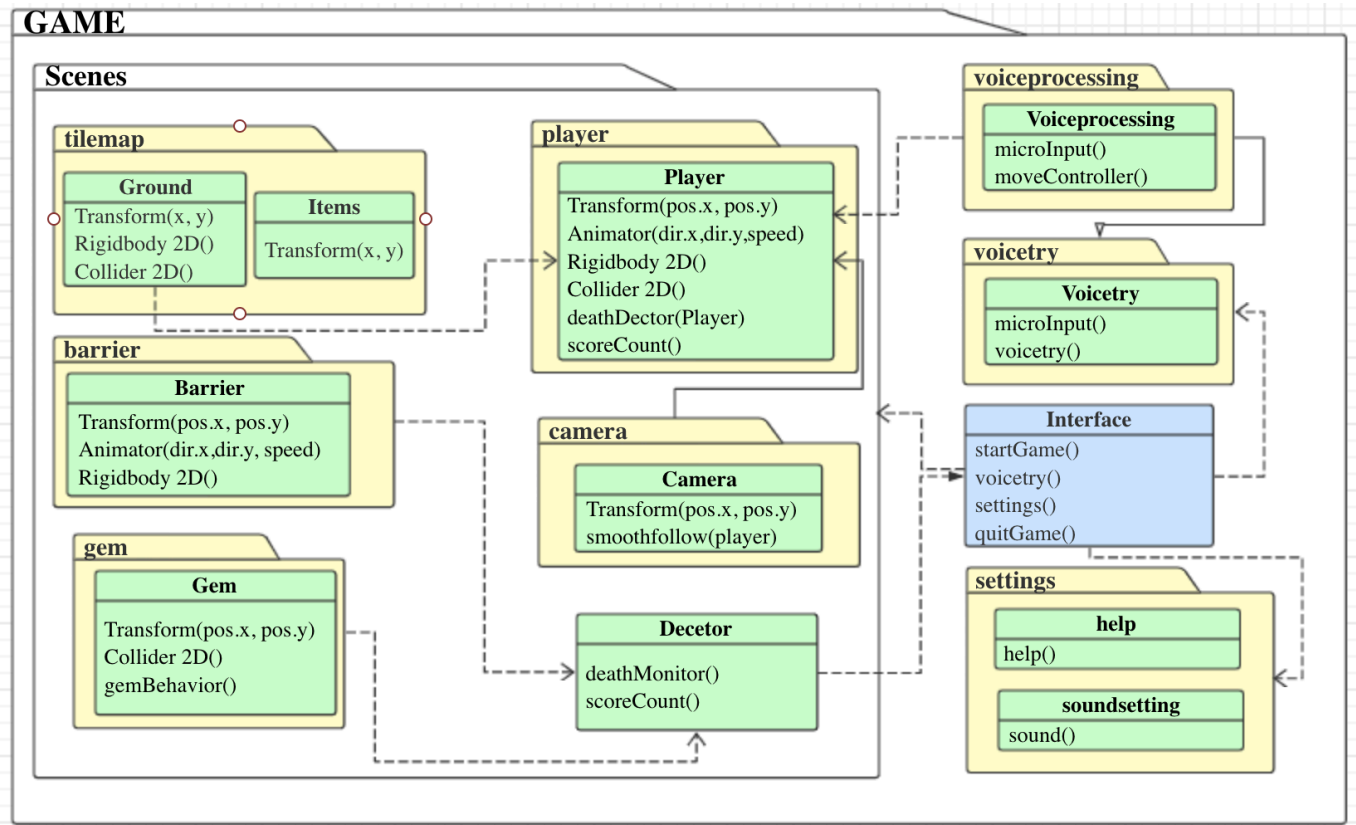 GAME
Scenes
tilemap
Ground
Transform(x, y)
Rigidbody 2D()
Collider 2D()
Items
Transform(x, y)
player
Player
Transform(pos.x, pos.y)
Animator(dir.x,dir.y,speed)
Rigidbody 2D()
Collider 2D()
deathDector(Player)
scoreCount()
barrier
Barrier
Transform(pos.x, pos.y)
Animator(dir.x,dir.y, speed)
Rigidbody 2D()
camera
Camera
Transform(pos.x, pos.y)
smoothfollow(player)
gem
Gem
Transform(pos.x, pos.y)
Collider 2D()
gemBehavior()
Decetor
deathMonitor()
scoreCount()
voiceprocessing
Voiceprocessing
microInput()
moveController()
voicetry
Voicetry
microInput()
voicetry()
Interface
startGame()
voicetry()
settings()
quitGame()
settings
help
help()
soundsetting
sound()